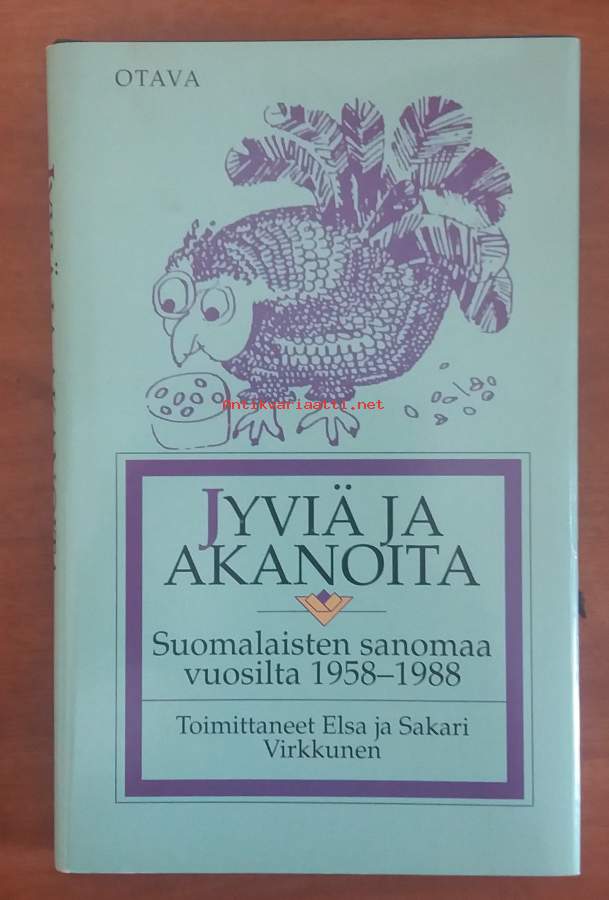 OTAVA
Antikvariaatti.net
JYVIÄ JA
AKANOITA
Suomalaisten sanomaa
vuosilta 1958–1988
Toimittaneet Elsa ja Sakari
Virkkunen